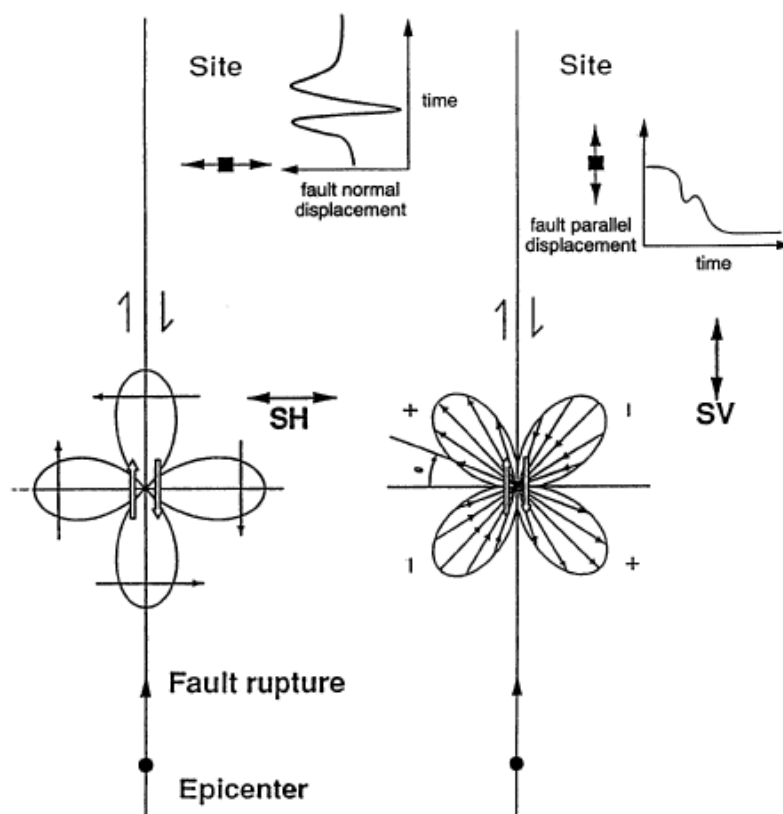 Site
time
fault normal
displacement
SH
Fault rupture
Epicenter
Site
fault parallel
displacement
time
SV
+
-
θ
-
+